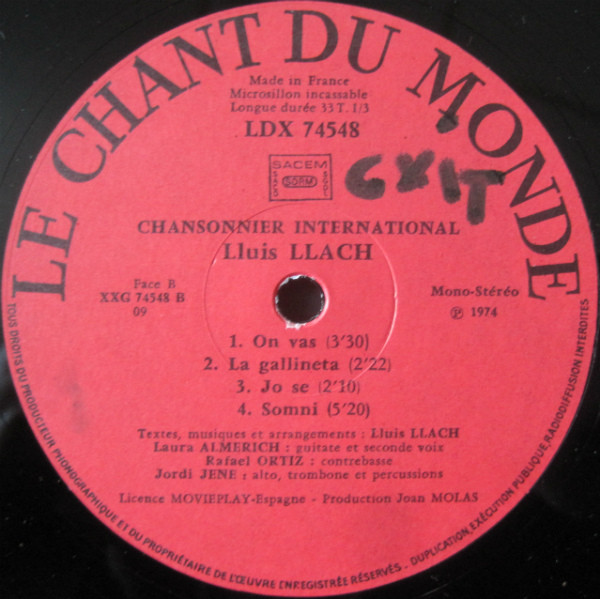 LE CHANT DU MONDE
Made in France
Microsillon incassable
Longue durée 33 T. 1/3
LDX 74548
SACEM
SACD
SDRM
SGDL
CHANSONNIER INTERNATIONAL
Lluis LLACH
Face B
XXG 74548 B
09
Mono-Stéréo
Ⓟ 1974
1. On vas (3'30)
2. La gallineta (2'22)
3. Jo se (2'10)
4. Somni (5'20)
Textes, musiques et arrangements : Lluis LLACH
Laura ALMERICH : guitate et seconde voix
Rafael ORTIZ : contrebasse
Jordi JENE : alto, trombone et percussions
Licence MOVIEPLAY-Espagne - Production Joan MOLAS
TOUS DROITS DU PRODUCTEUR PHONOGRAPHIQUE ET DU PROPRIÉTAIRE DE L'ŒUVRE ENREGISTRÉE RÉSERVÉS - DUPLICATION, EXÉCUTION PUBLIQUE, RADIODIFFUSION INTERDITES